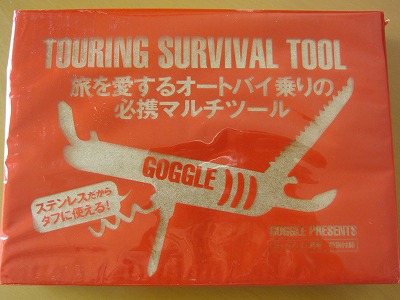 TOURING SURVIVAL TOOL
旅を愛するオートバイ乗りの
必携マルチツール
GOGGLE
ステンレスだから
タフに使える!
GOGGLE PRESENTS